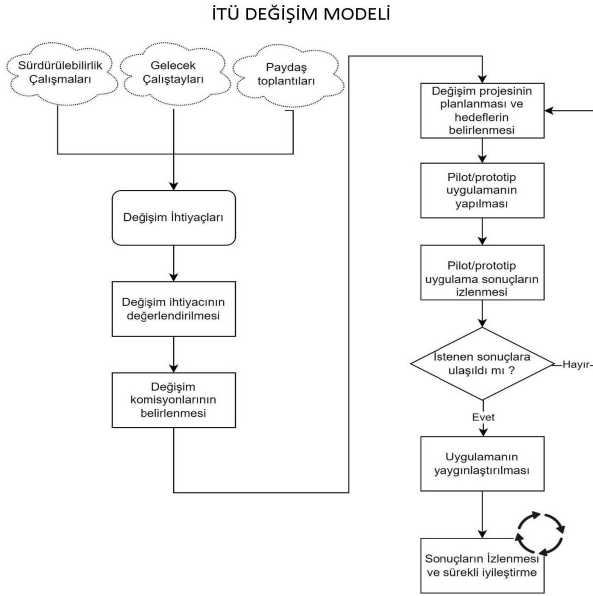 İTÜ DEĞİŞİM MODELİ
Sürdürülebilirlik
Çalışmaları
Gelecek
Çalıştayları
Paydaş
toplantıları
Değişim İhtiyaçları
Değişim ihtiyacının
değerlendirilmesi
Değişim
komisyonlarının
belirlenmesi
Değişim projesinin
planlanması ve
hedeflerin
belirlenmesi
Pilot/prototip
uygulamanın
yapılması
Pilot/prototip
uygulama sonuçların
izlenmesi
İstenen sonuçlara
ulaşıldı mı ?
Hayır
Evet
Uygulamanın
yaygınlaştırılması
Sonuçların İzlenmesi
ve sürekli iyileştirme